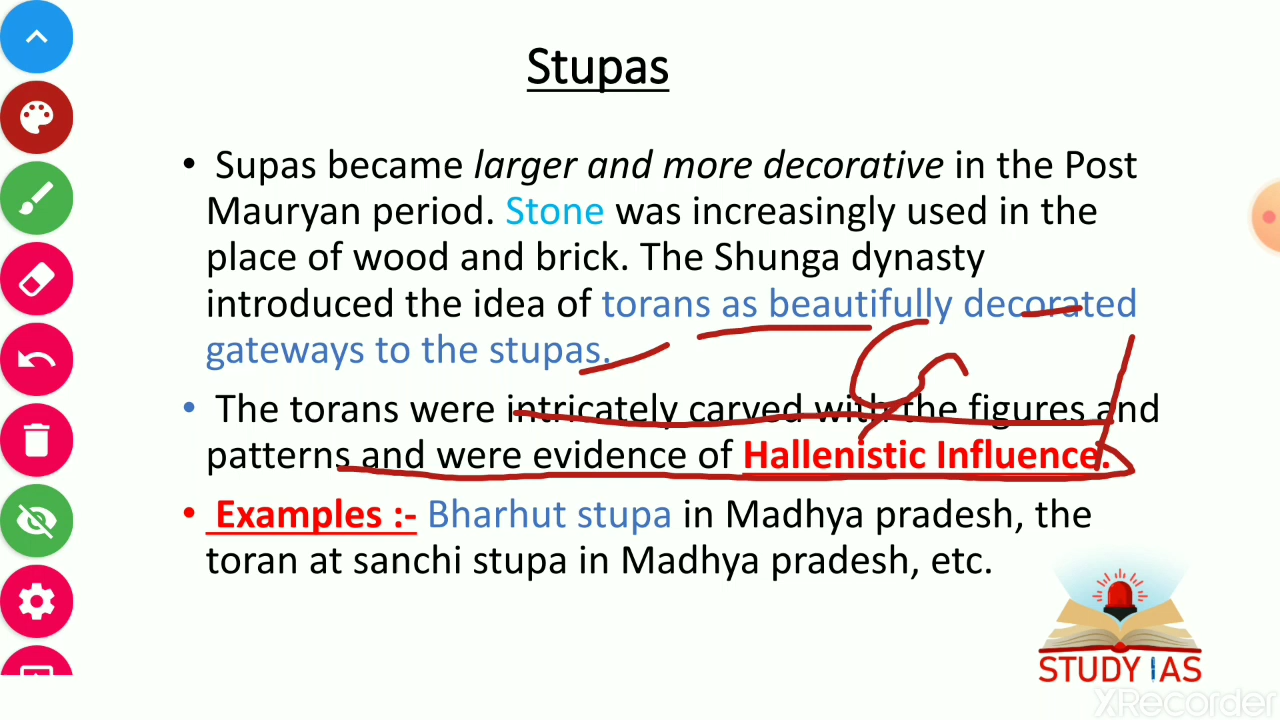 Stupas
• Supas became larger and more decorative in the Post
Mauryan period. Stone was increasingly used in the
place of wood and brick. The Shunga dynasty
introduced the idea of torans as beautifully decorated
gateways to the stupas.
• The torans were intricately carved with the figures and
patterns and were evidence of Hallenistic Influence.
• Examples :- Bharhut stupa in Madhya pradesh, the
toran at sanchi stupa in Madhya pradesh, etc.
STUDY IAS
XRecorder